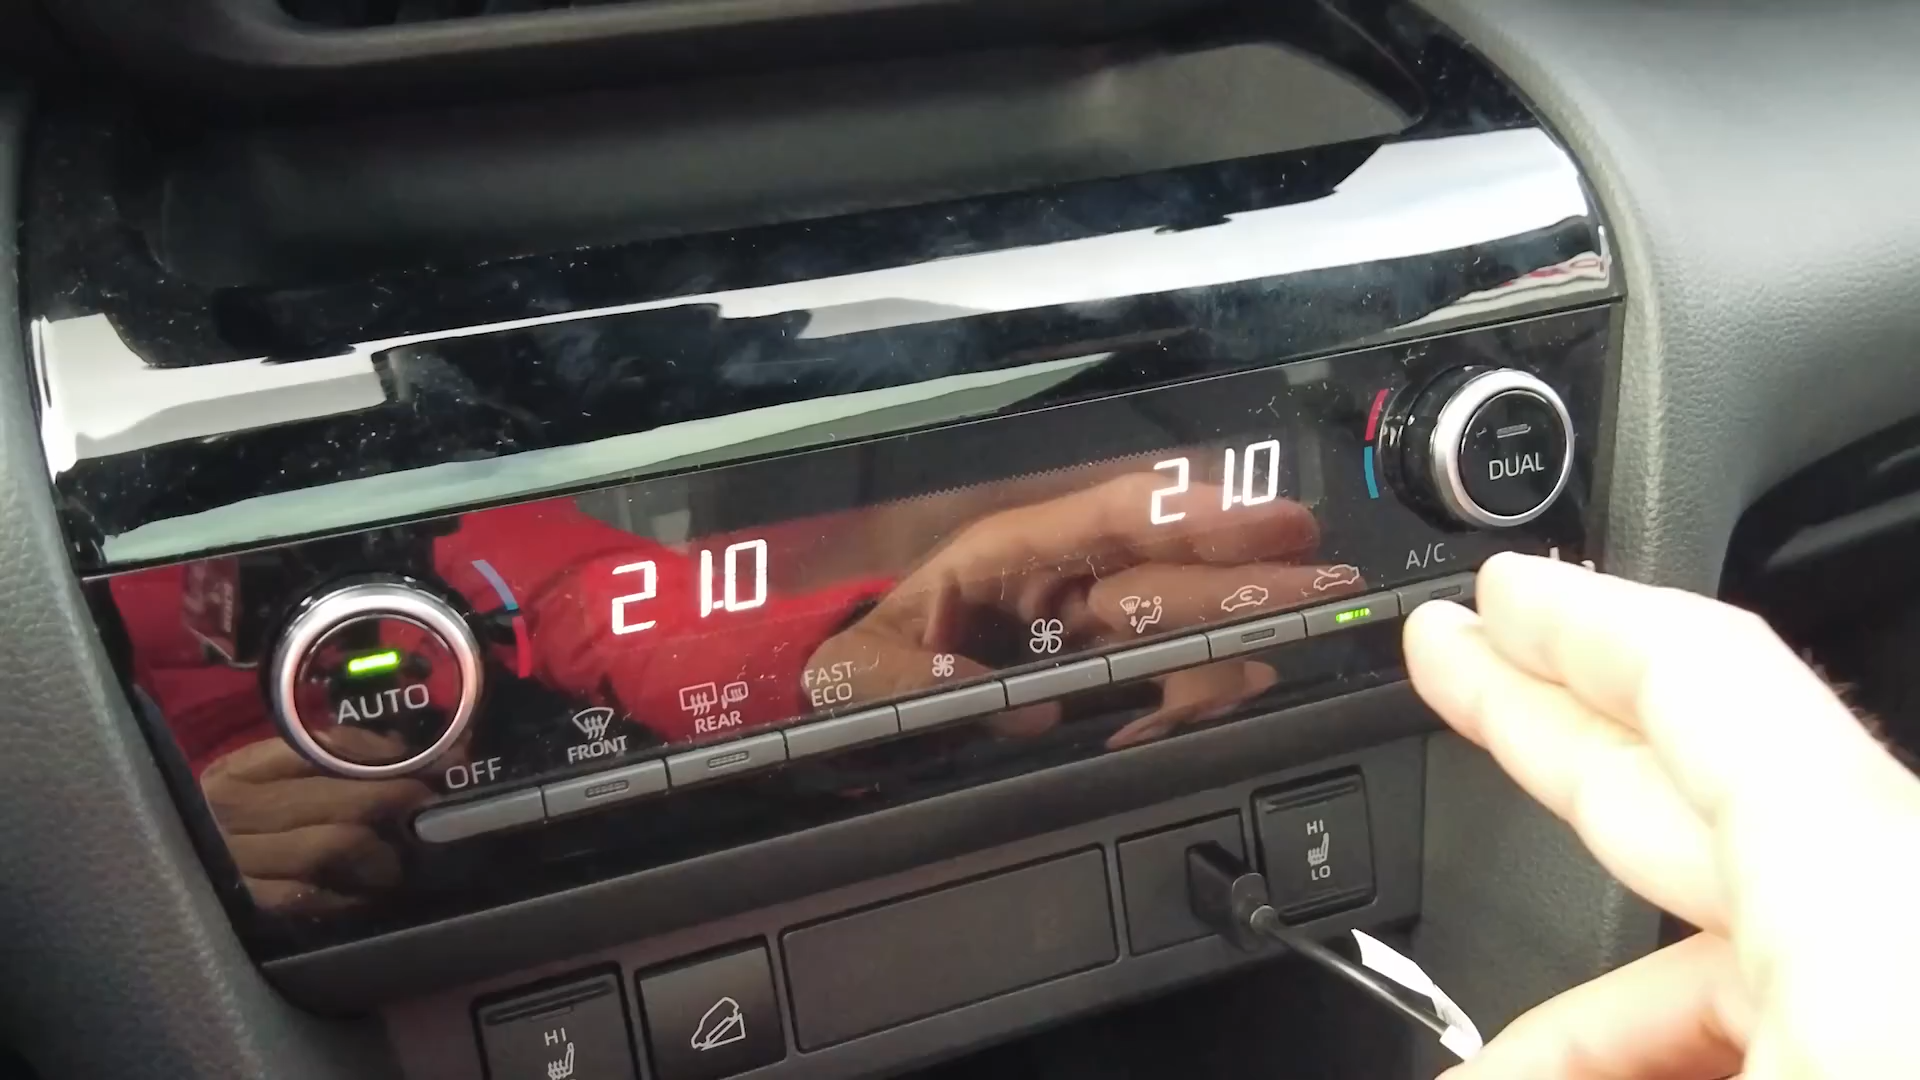 21.0
21.0
DUAL
A/C
AUTO
OFF
FRONT
REAR
FAST
ECO
HI
LO
HI